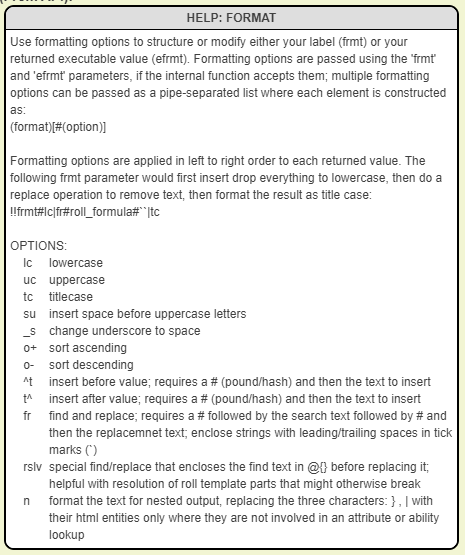 HELP: FORMAT
Use formatting options to structure or modify either your label (frmt) or your
returned executable value (efrmt). Formatting options are passed using the 'frmt'
and 'efrmt' parameters, if the internal function accepts them; multiple formatting
options can be passed as a pipe-separated list where each element is constructed
as:
(format)[#(option)]
Formatting options are applied in left to right order to each returned value. The
following frmt parameter would first insert drop everything to lowercase, then do a
replace operation to remove text, then format the result as title case:
!!frmt#lc|fr#roll_formula#``|tc
OPTIONS:
lc lowercase
uc uppercase
tc titlecase
su insert space before uppercase letters
_s change underscore to space
o+ sort ascending
o- sort descending
^t insert before value; requires a # (pound/hash) and then the text to insert
t^ insert after value; requires a # (pound/hash) and then the text to insert
fr find and replace; requires a # followed by the search text followed by # and
then the replacemnet text; enclose strings with leading/trailing spaces in tick
marks (`)
rslv special find/replace that encloses the find text in @{} before replacing it;
helpful with resolution of roll template parts that might otherwise break
n format the text for nested output, replacing the three characters: } , | with
their html entities only where they are not involved in an attribute or ability
lookup